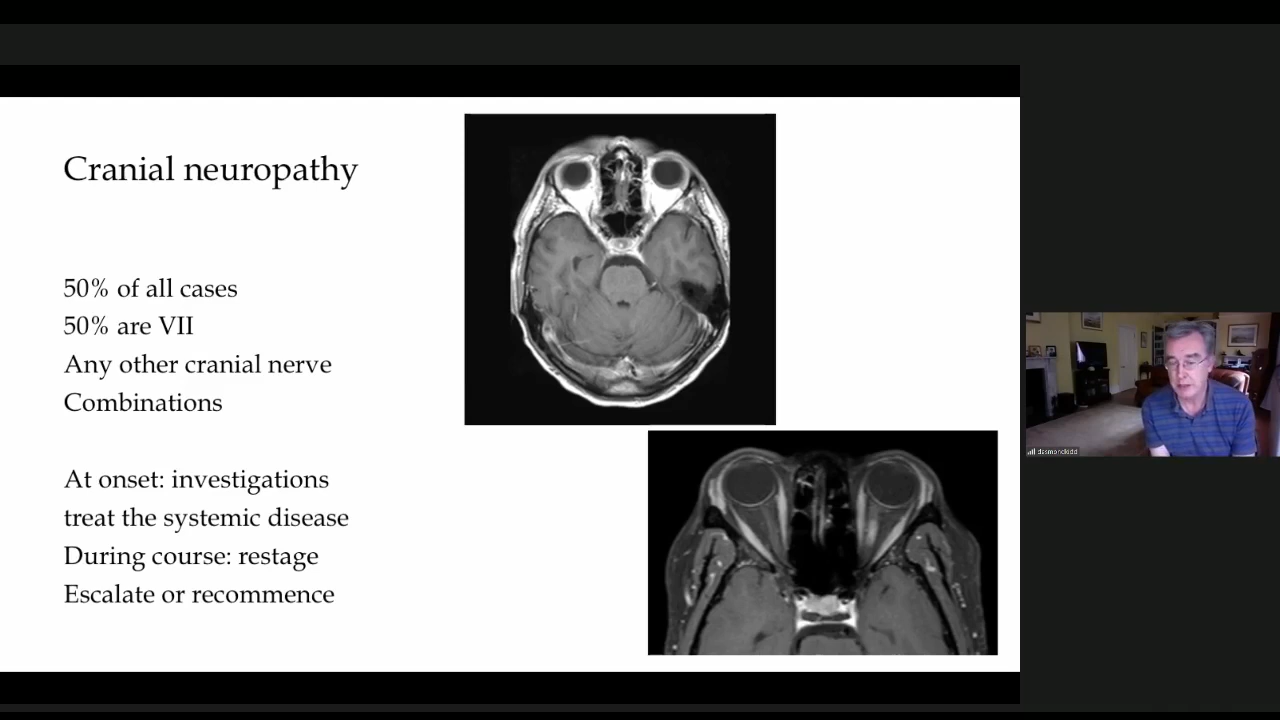 Cranial neuropathy
50% of all cases
50% are VII
Any other cranial nerve
Combinations
At onset: investigations
treat the systemic disease
During course: restage
Escalate or recommence
desmondkidd